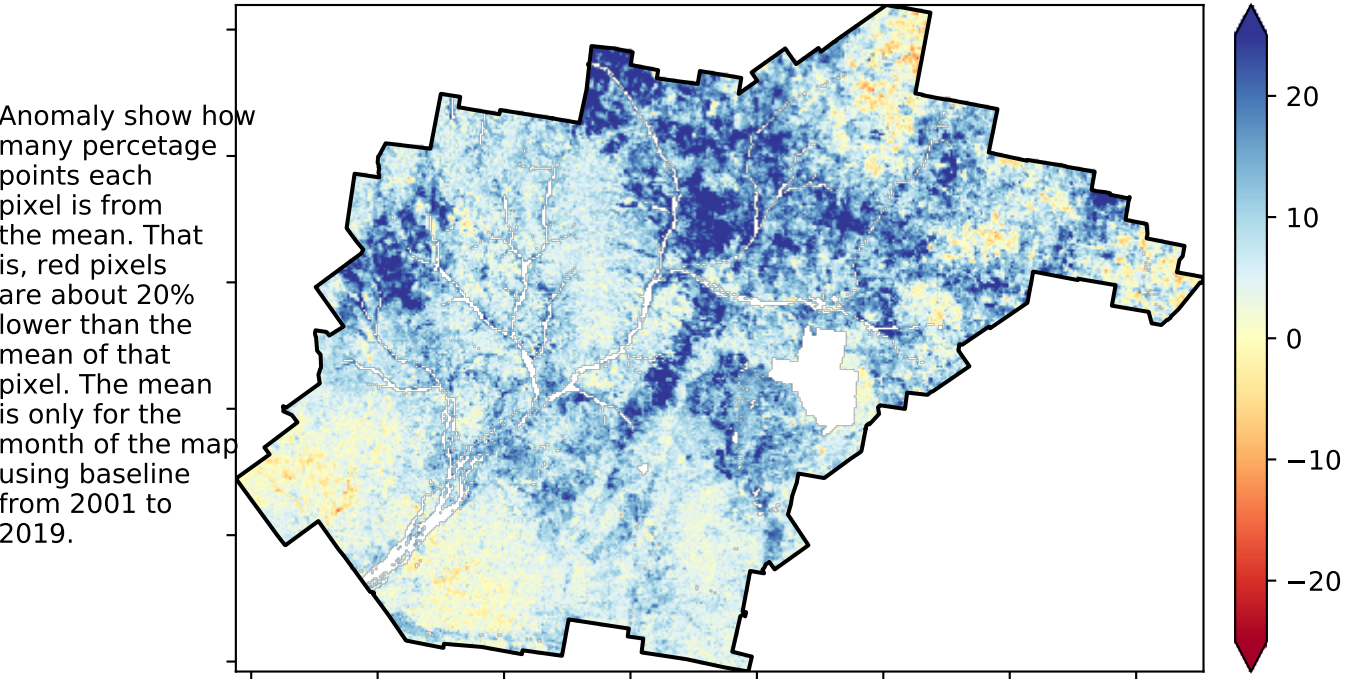 Anomaly show how
many percetage
points each
pixel is from
the mean. That
is, red pixels
are about 20%
lower than the
mean of that
pixel. The mean
is only for the
month of the map
using baseline
from 2001 to
2019.
20
10
0
−10
−20